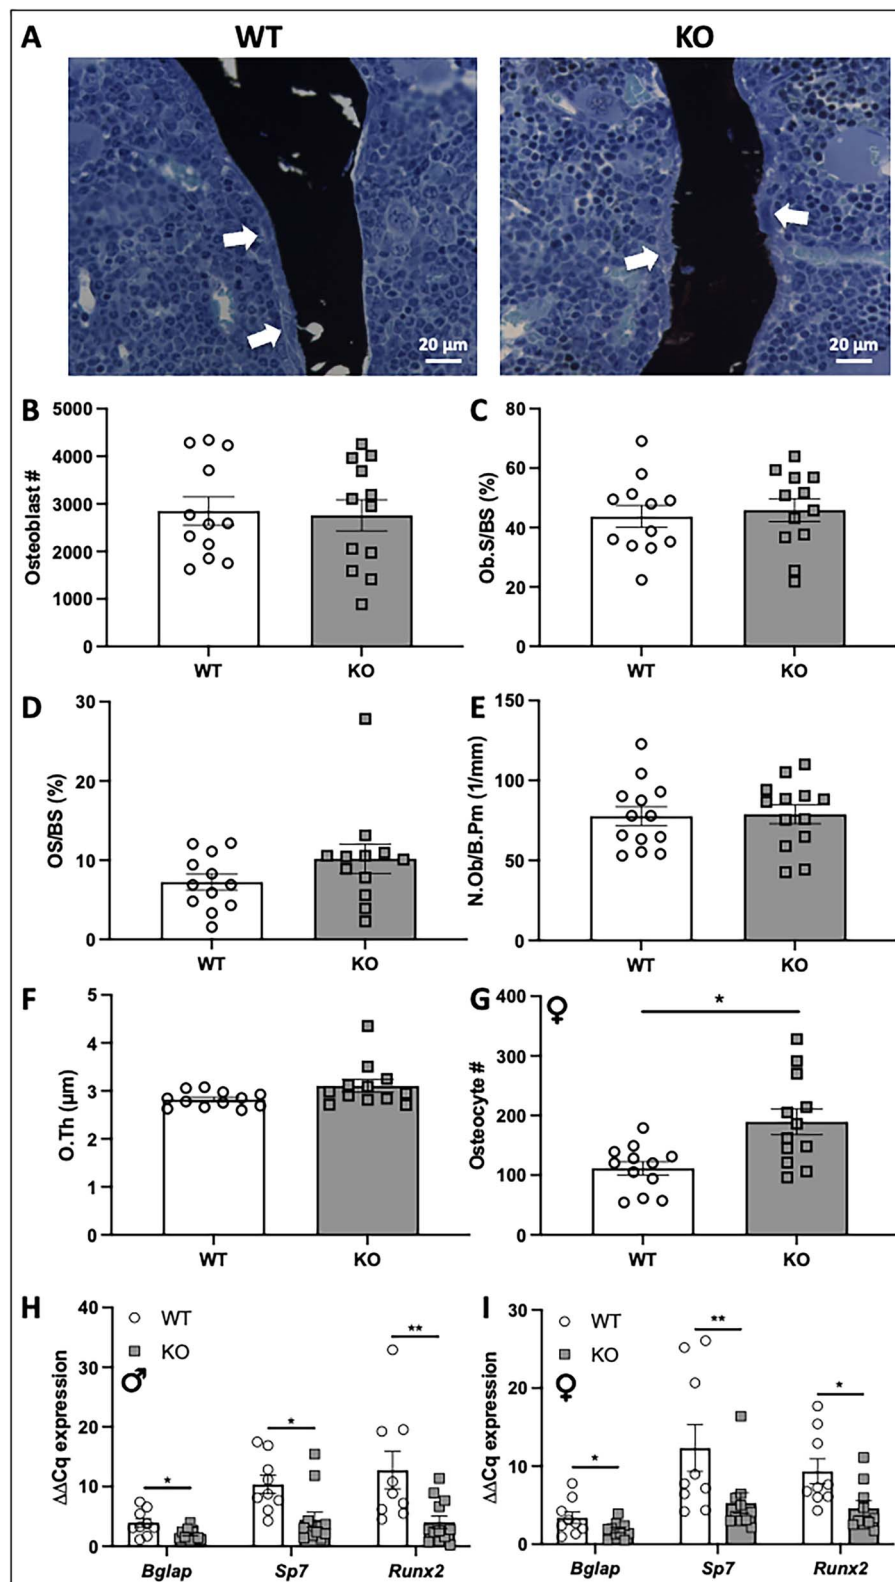 A WT KO
20 µm 20 µm
B
Osteoblast #
5000
4000
3000
2000
1000
0
WT KO
C
Ob.S/BS (%)
80
60
40
20
0
WT KO
D
OS/BS (%)
30
20
10
0
WT KO
E
N.Ob/B.Pm (1/mm)
150
100
50
0
WT KO
F
O.Th (µm)
5
4
3
2
1
0
WT KO
G ♀
Osteocyte #
400
300
200
100
0
*
WT KO
H
ΔΔCq expression
40
30
20
10
0
WT
KO
♂
* * **
Bglap Sp7 Runx2
I
ΔΔCq expression
30
20
10
0
WT
KO
♀
* ** *
Bglap Sp7 Runx2